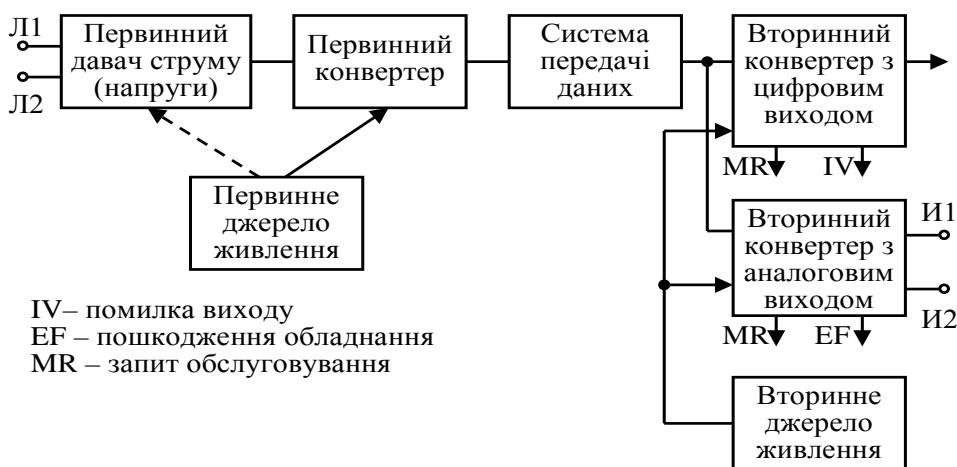 Л1
Л2
Первинний
давач струму
(напруги)
Первинний
конвертер
Система
передачі
даних
Вторинний
конвертер з
цифровим
виходом
MR
IV
Первинне
джерело
живлення
Вторинний
конвертер з
аналоговим
виходом
И1
И2
MR
EF
IV– помилка виходу
EF – пошкодження обладнання
MR – запит обслуговування
Вторинне
джерело
живлення